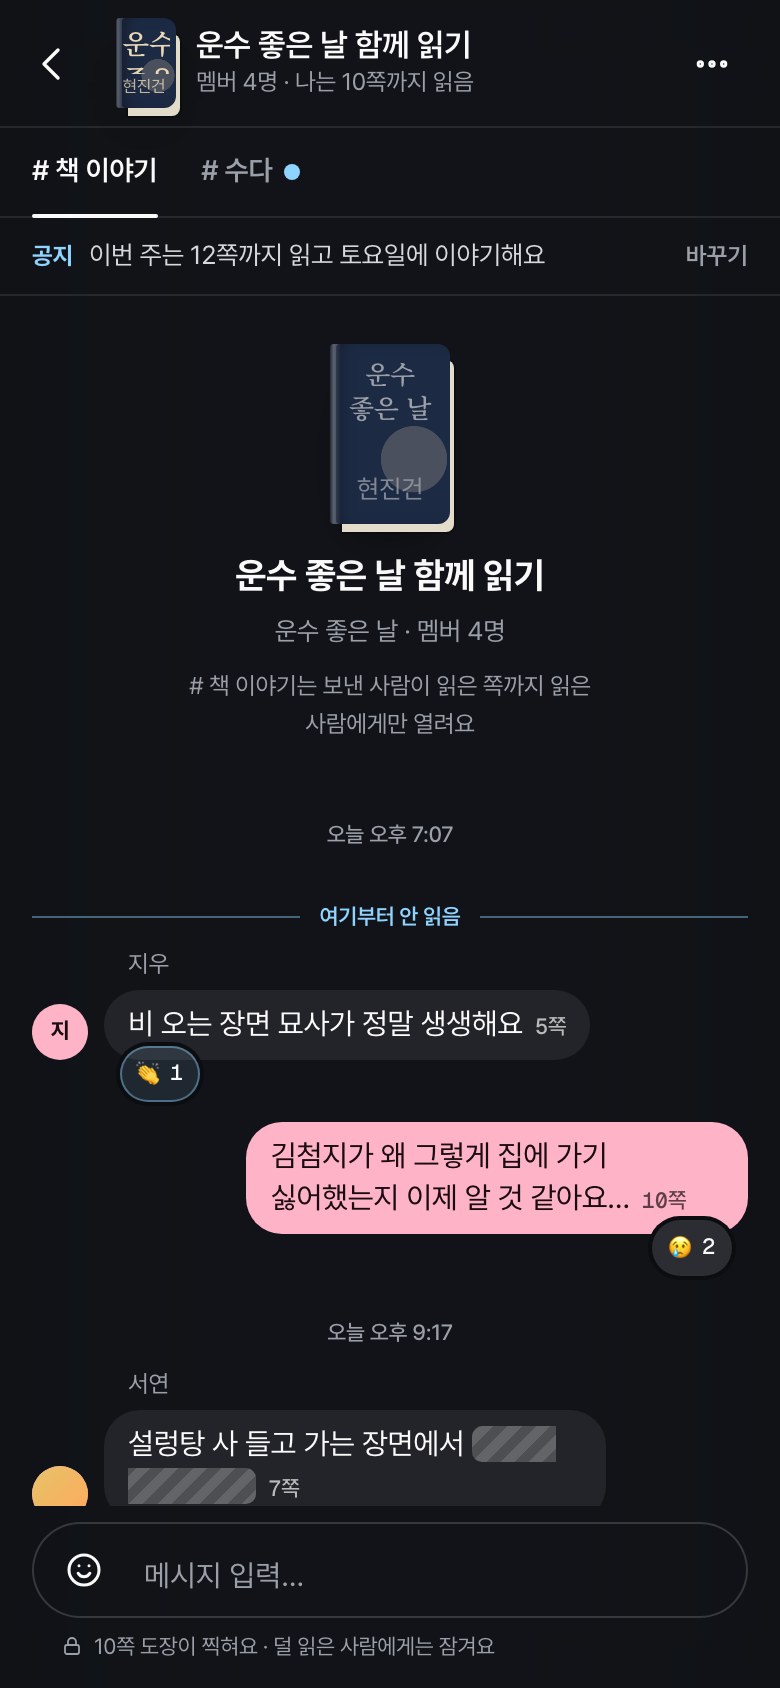 운수
현진건
운수 좋은 날 함께 읽기
멤버 4명 · 나는 10쪽까지 읽음
# 책 이야기
# 수다
공지 이번 주는 12쪽까지 읽고 토요일에 이야기해요 바꾸기
운수
좋은 날
현진건
운수 좋은 날 함께 읽기
운수 좋은 날 · 멤버 4명
# 책 이야기는 보낸 사람이 읽은 쪽까지 읽은
사람에게만 열려요
오늘 오후 7:07
여기부터 안 읽음
지우
지
비 오는 장면 묘사가 정말 생생해요 5쪽
👏 1
김첨지가 왜 그렇게 집에 가기
싫어했는지 이제 알 것 같아요... 10쪽
😢 2
오늘 오후 9:17
서연
설렁탕 사 들고 가는 장면에서
7쪽
메시지 입력...
10쪽 도장이 찍혀요 · 덜 읽은 사람에게는 잠겨요